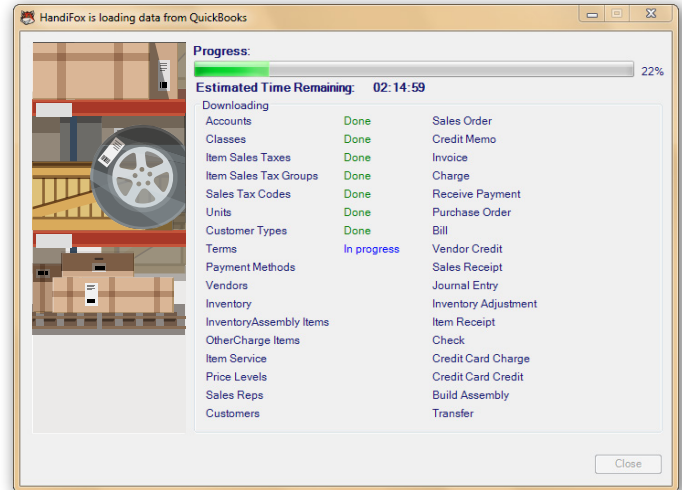 HandiFox is loading data from QuickBooks
Progress:
22%
Estimated Time Remaining: 02:14:59
Downloading
Accounts Done Sales Order
Classes Done Credit Memo
Item Sales Taxes Done Invoice
Item Sales Tax Groups Done Charge
Sales Tax Codes Done Receive Payment
Units Done Purchase Order
Customer Types Done Bill
Terms In progress Vendor Credit
Payment Methods Sales Receipt
Vendors Journal Entry
Inventory Inventory Adjustment
InventoryAssembly Items Item Receipt
OtherCharge Items Check
Item Service Credit Card Charge
Price Levels Credit Card Credit
Sales Reps Build Assembly
Customers Transfer
Close